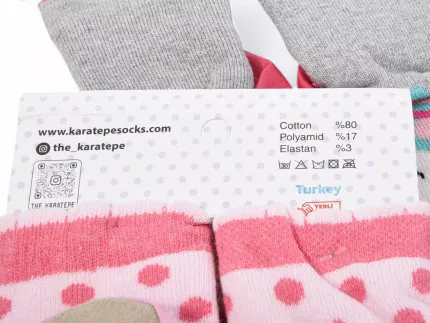 www.karatepesocks.com
the_karatepe
THE KARATEPE
Cotton %80
Polyamid %17
Elastan %3
Turkey
YERLİ